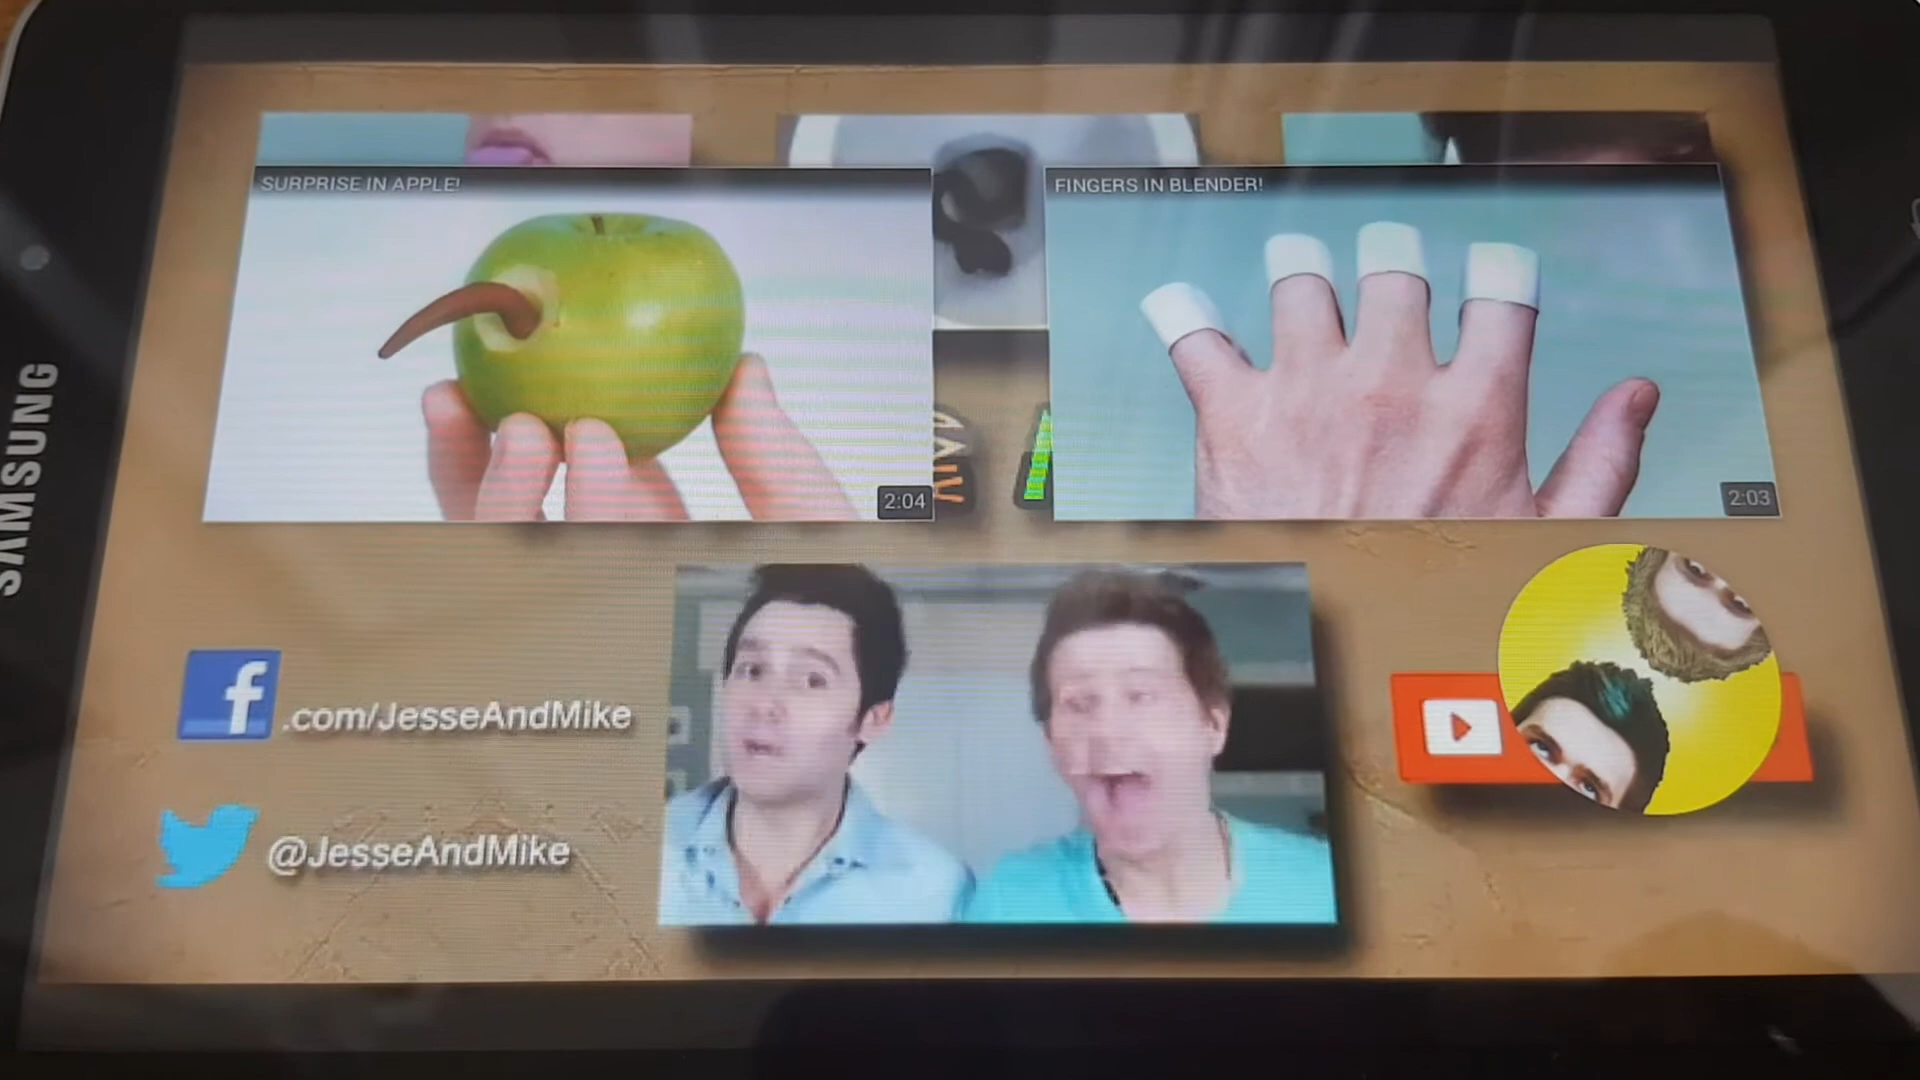 SAMSUNG
SURPRISE IN APPLE!
FINGERS IN BLENDER!
2:04
2:03
f.com/JesseAndMike
@JesseAndMike